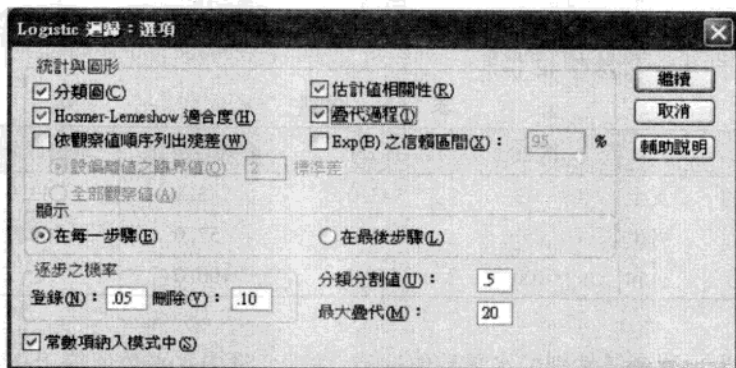 Logistic 迴歸：選項
統計與圖形
分類圖(C)
估計值相關性(R)
Hosmer-Lemeshow 適合度(H)
疊代過程(I)
依觀察值順序列出殘差(W)
Exp(B) 之信賴區間(X)： 95 %
設偏離值之臨界值(O) 2 標準差
全部觀察值(A)
繼續
取消
輔助說明
顯示
在每一步驟(E)
在最後步驟(L)
逐步之機率
登錄(N)： .05 刪除(V)： .10
分類分割值(U)： .5
最大疊代(M)： 20
常數項納入模式中(S)